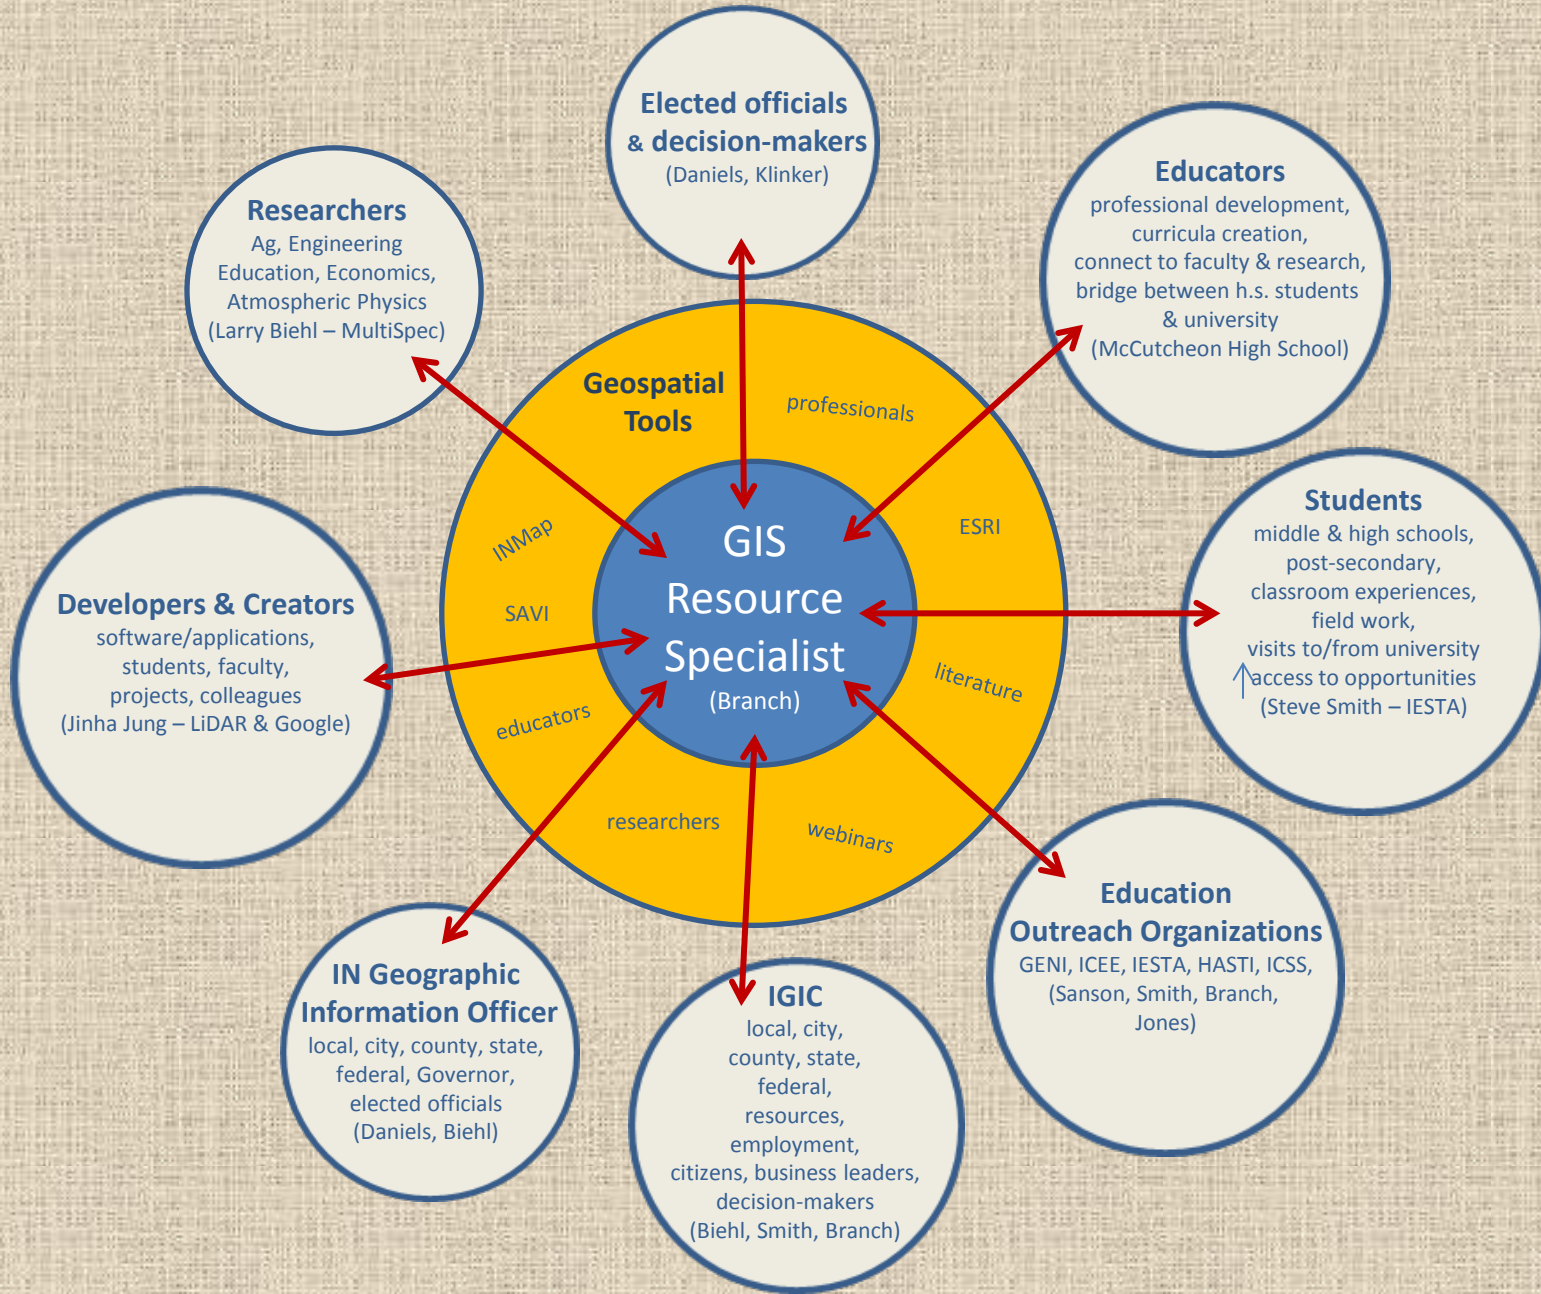 Elected officials
& decision-makers
(Daniels, Klinker)
Educators
professional development,
curricula creation,
connect to faculty & research,
bridge between h.s. students
& university
(McCutcheon High School)
Researchers
Ag, Engineering
Education, Economics,
Atmospheric Physics
(Larry Biehl – MultiSpec)
Geospatial
Tools
professionals
ESRI
literature
webinars
researchers
educators
SAVI
INMap
GIS
Resource
Specialist
(Branch)
Students
middle & high schools,
post-secondary,
classroom experiences,
field work,
visits to/from university
access to opportunities
(Steve Smith – IESTA)
Developers & Creators
software/applications,
students, faculty,
projects, colleagues
(Jinha Jung – LiDAR & Google)
Education
Outreach Organizations
GENI, ICEE, IESTA, HASTI, ICSS,
(Sanson, Smith, Branch,
Jones)
IN Geographic
Information Officer
local, city, county, state,
federal, Governor,
elected officials
(Daniels, Biehl)
IGIC
local, city,
county, state,
federal,
resources,
employment,
citizens, business leaders,
decision-makers
(Biehl, Smith, Branch)